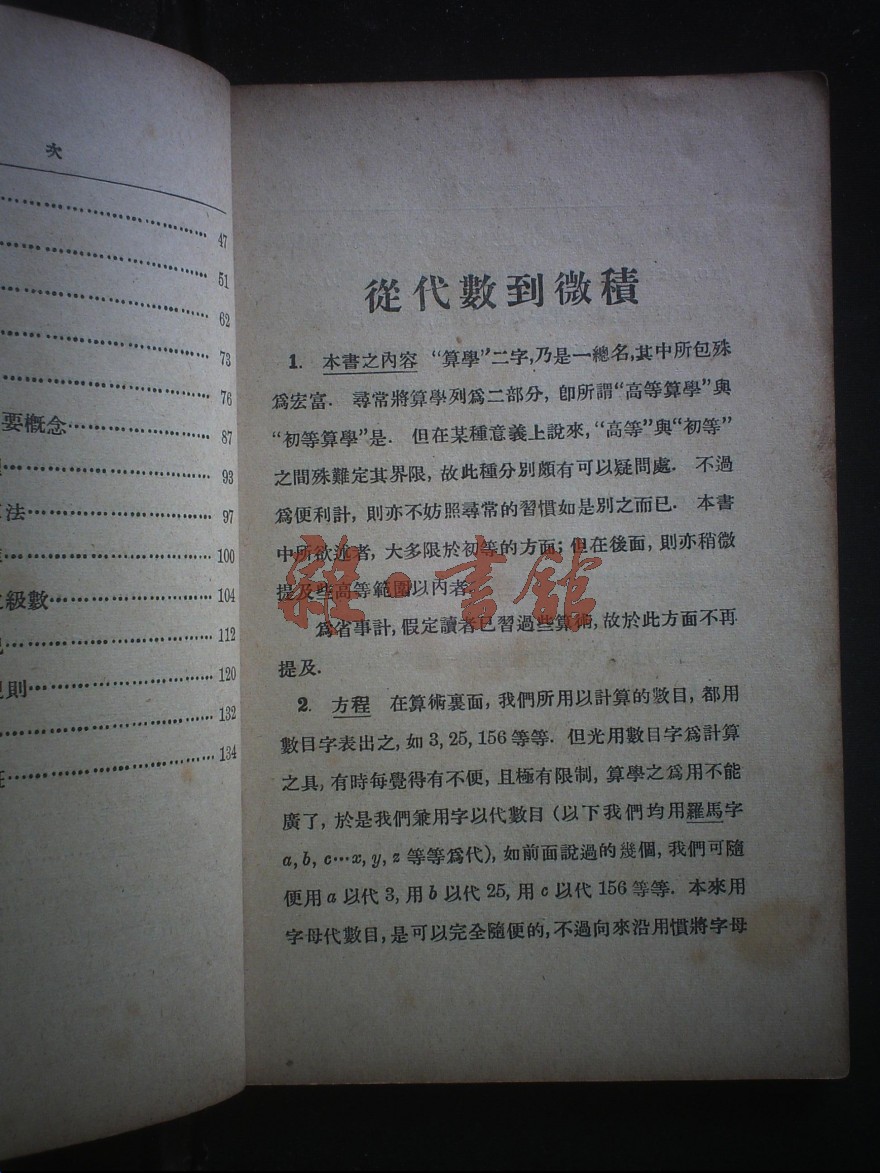 次
47
51
62
73
76
要概念 87
93
法 97
100
級數 104
112
則 120
132
134
從代數到微積
1. 本書之內容 “算學”二字,乃是一總名,其中所包殊
爲宏富. 尋常將算學列爲二部分, 卽所謂“高等算學”與
“初等算學”是. 但在某種意義上說來, “高等”與“初等”
之間殊難定其界限, 故此種分別頗有可以疑問處. 不過
爲便利計, 則亦不妨照尋常的習慣如是別之而已. 本書
中所欲述者, 大多限於初等的方面; 但在後面, 則亦稍微
提及些高等範圍以內者.
爲省事計, 假定讀者已習過些算術, 故於此方面不再
提及.
2. 方程 在算術裏面, 我們所用以計算的數目, 都用
數目字表出之, 如 3, 25, 156 等等. 但光用數目字爲計算
之具, 有時每覺得有不便, 且極有限制, 算學之爲用不能
廣了, 於是我們兼用字以代數目 (以下我們均用羅馬字
a, b, c…x, y, z 等等爲代), 如前面說過的幾個, 我們可隨
便用 a 以代 3, 用 b 以代 25, 用 c 以代 156 等等. 本來用
字母代數目, 是可以完全隨便的, 不過向來沿用慣將字母
雜·書館